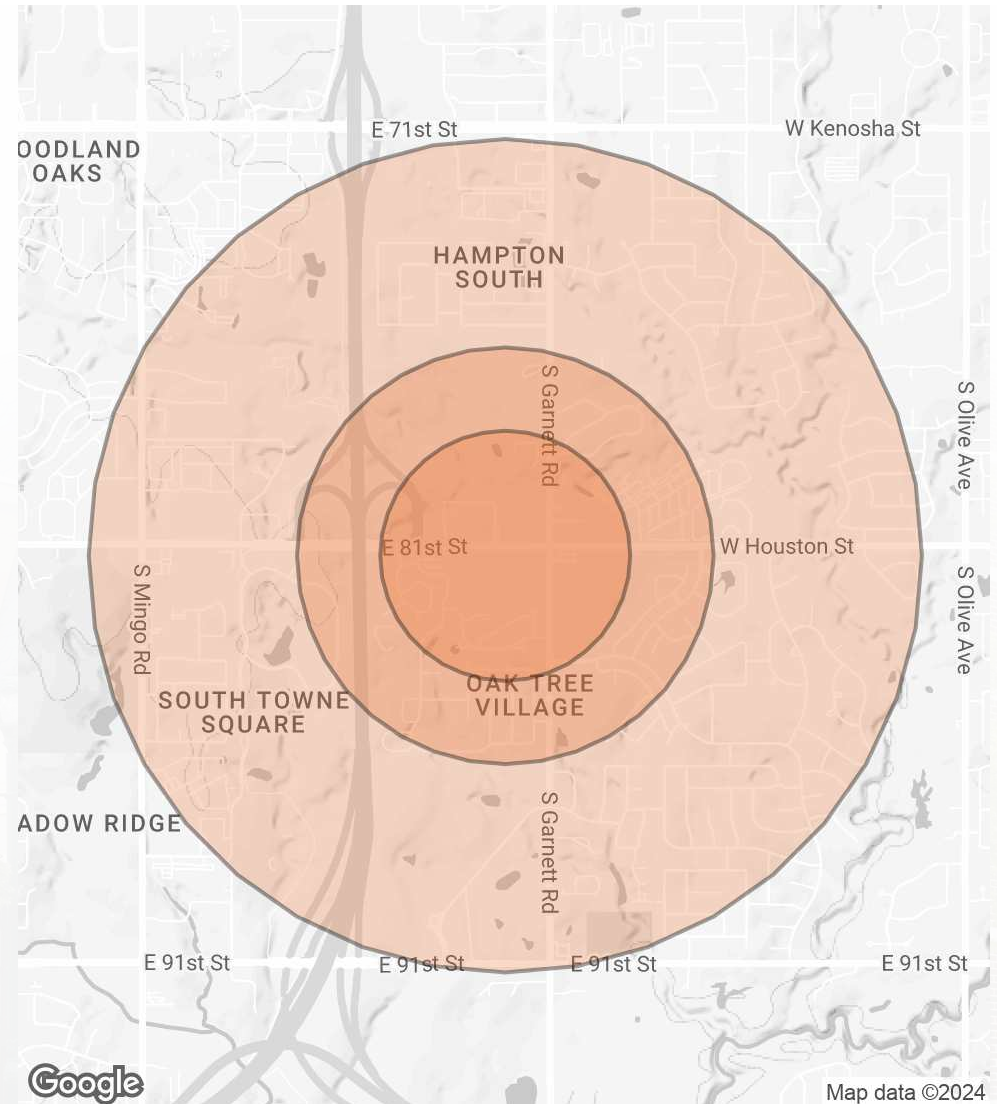 E 71st St
W Kenosha St
OODLAND
OAKS
HAMPTON
SOUTH
S Garnett Rd
S Olive Ave
E 81st St
W Houston St
S Mingo Rd
S Olive Ave
OAK TREE
VILLAGE
SOUTH TOWNE
SQUARE
S Garnett Rd
ADOW RIDGE
E 91st St
E 91st St
E 91st St
E 91st St
Google
Map data ©2024